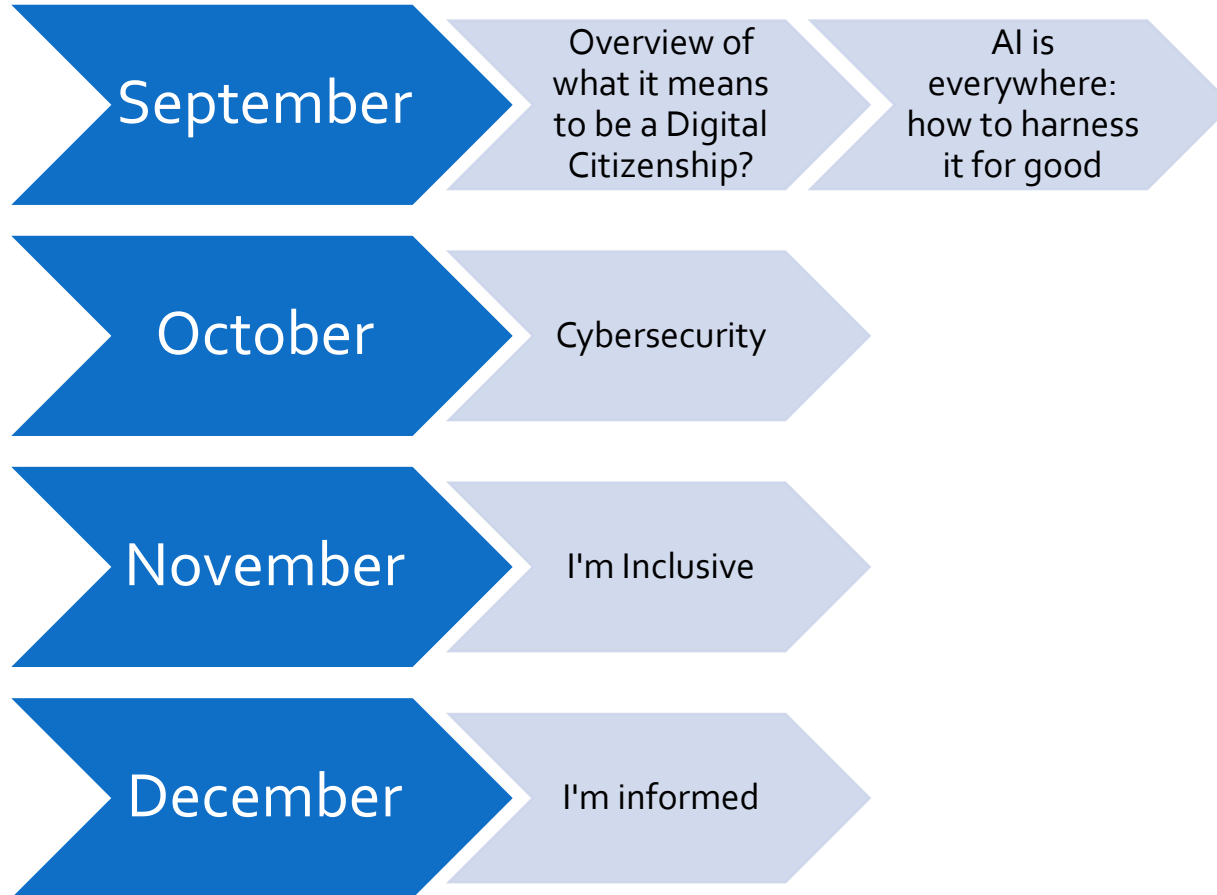 September
Overview of
what it means
to be a Digital
Citizenship?
AI is
everywhere:
how to harness
it for good
October
Cybersecurity
November
I'm Inclusive
December
I'm informed